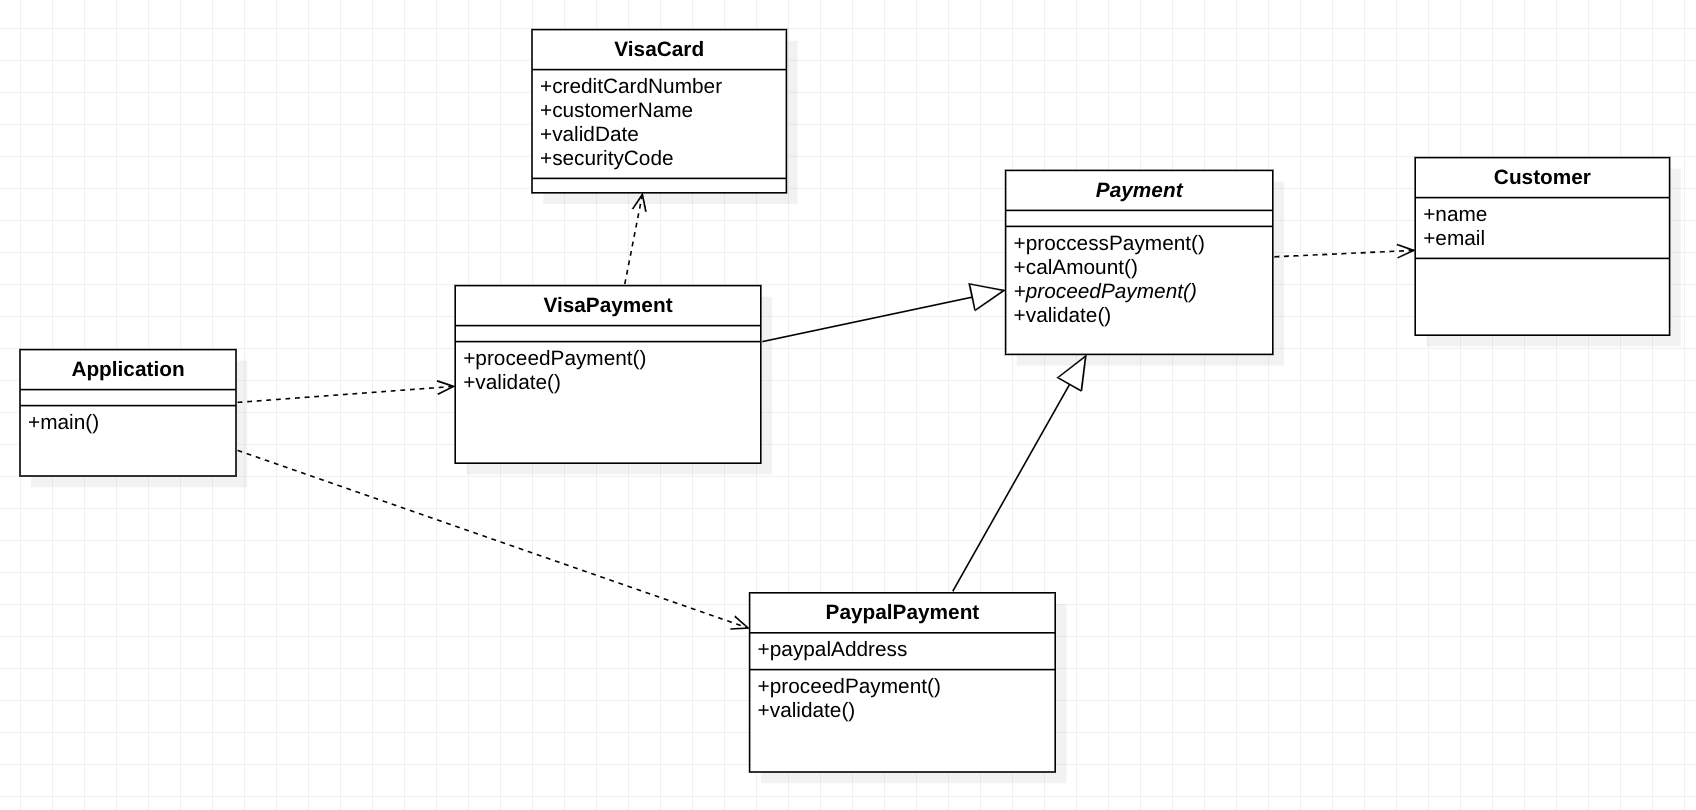 VisaCard
+creditCardNumber
+customerName
+validDate
+securityCode
Payment
+proccessPayment()
+calAmount()
+proceedPayment()
+validate()
Customer
+name
+email
VisaPayment
+proceedPayment()
+validate()
Application
+main()
PaypalPayment
+paypalAddress
+proceedPayment()
+validate()